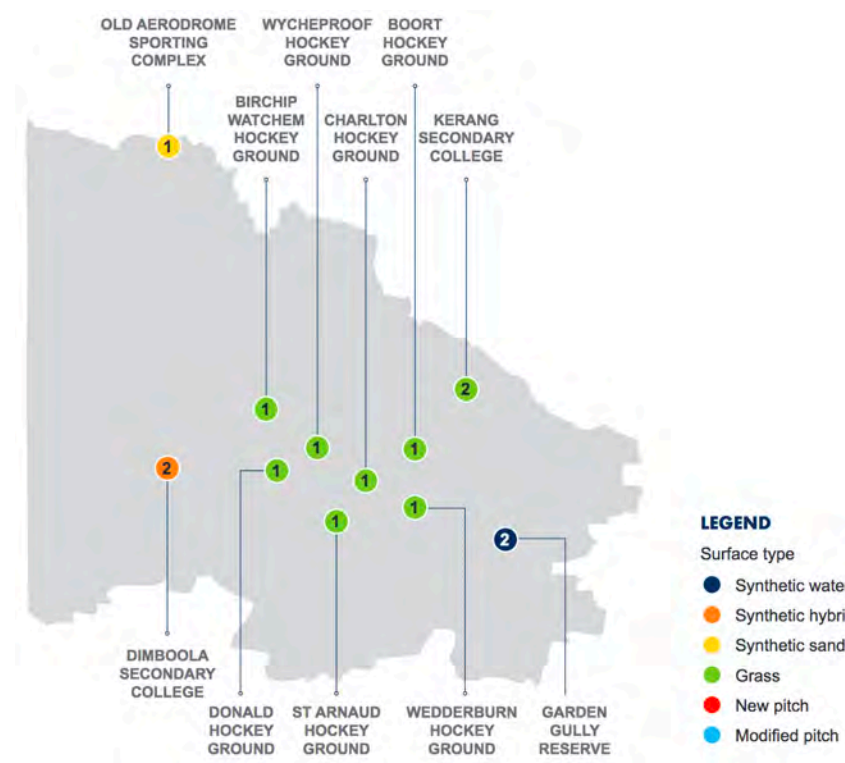 OLD AERODROME
SPORTING
COMPLEX
WYCHEPROOF
HOCKEY
GROUND
BOORT
HOCKEY
GROUND
BIRCHIP
WATCHEM
HOCKEY
GROUND
CHARLTON
HOCKEY
GROUND
KERANG
SECONDARY
COLLEGE
1
2
1
1
1
2
1
1
1
1
2
LEGEND
Surface type
Synthetic wate
Synthetic hybri
Synthetic sand
Grass
New pitch
Modified pitch
DIMBOOLA
SECONDARY
COLLEGE
DONALD
HOCKEY
GROUND
ST ARNAUD
HOCKEY
GROUND
WEDDERBURN
HOCKEY
GROUND
GARDEN
GULLY
RESERVE